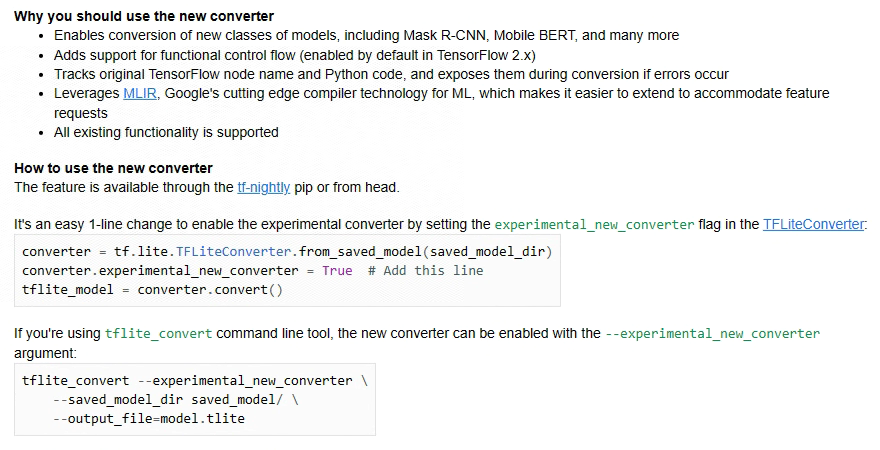 Why you should use the new converter
• Enables conversion of new classes of models, including Mask R-CNN, Mobile BERT, and many more
• Adds support for functional control flow (enabled by default in TensorFlow 2.x)
• Tracks original TensorFlow node name and Python code, and exposes them during conversion if errors occur
• Leverages MLIR, Google's cutting edge compiler technology for ML, which makes it easier to extend to accommodate feature
requests
• All existing functionality is supported
How to use the new converter
The feature is available through the tf-nightly pip or from head.
It's an easy 1-line change to enable the experimental converter by setting the experimental_new_converter flag in the TFLiteConverter:
converter = tf.lite.TFLiteConverter.from_saved_model(saved_model_dir)
converter.experimental_new_converter = True  # Add this line
tflite_model = converter.convert()
If you're using tflite_convert command line tool, the new converter can be enabled with the --experimental_new_converter
argument:
tflite_convert --experimental_new_converter \
    --saved_model_dir saved_model/ \
    --output_file=model.tlite